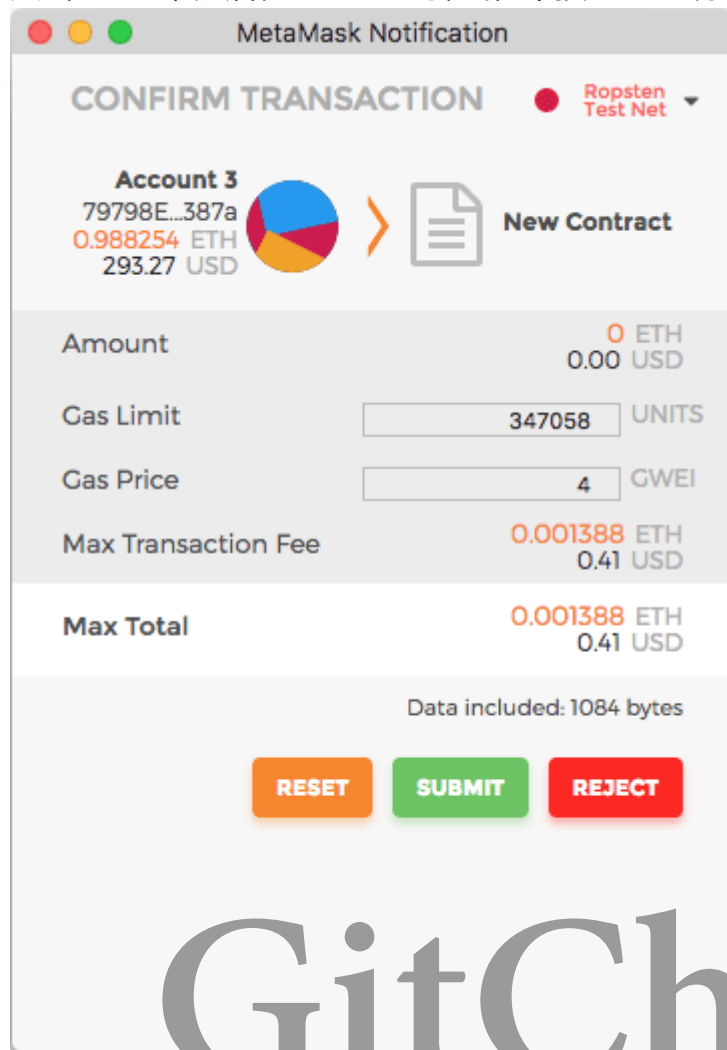 MetaMask Notification
CONFIRM TRANSACTION
Ropsten
Test Net
Account 3
79798E...387a
0.988254 ETH
293.27 USD
New Contract
Amount
0 ETH
0.00 USD
Gas Limit
347058 UNITS
Gas Price
4 GWEI
Max Transaction Fee
0.001388 ETH
0.41 USD
Max Total
0.001388 ETH
0.41 USD
Data included: 1084 bytes
RESET
SUBMIT
REJECT
GitCh